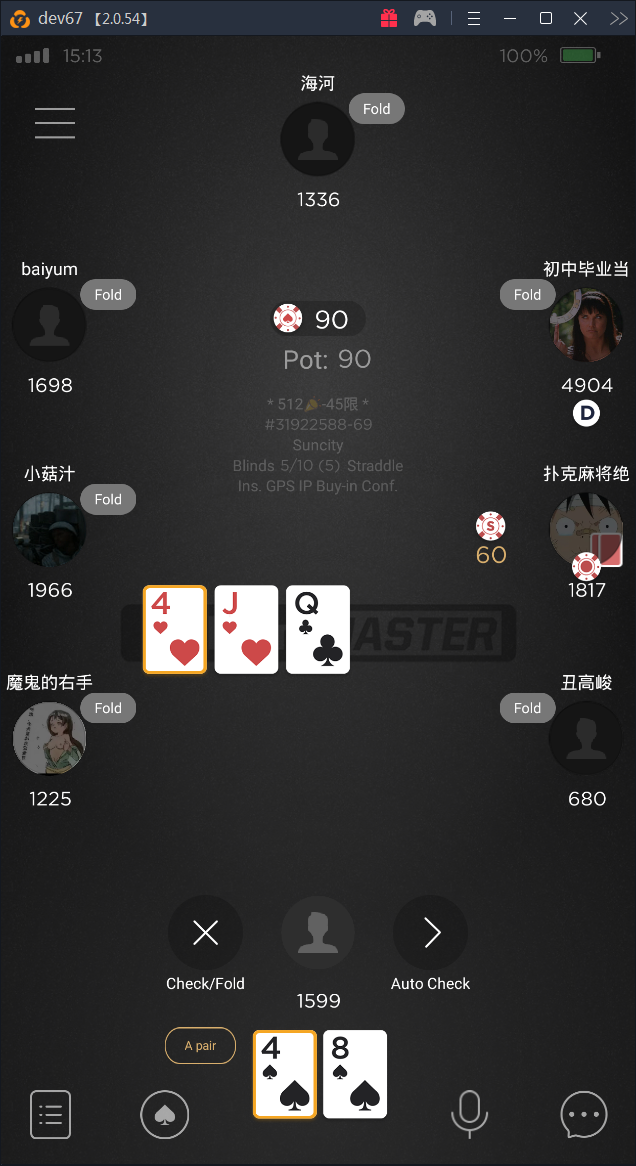 dev67 【2.0.54】
15:13
100%
海河
Fold
1336
baiyum
Fold
1698
初中毕业当
Fold
4904
D
90
Pot: 90
* 512 -45限 *
#31922588-69
Suncity
Blinds 5/10 (5) Straddle
Ins. GPS IP Buy-in Conf.
小菇汁
Fold
1966
扑克麻将绝
1817
S
60
4
J
Q
ASTER
魔鬼的右手
Fold
1225
丑高峻
Fold
680
Check/Fold
1599
Auto Check
A pair
4
8